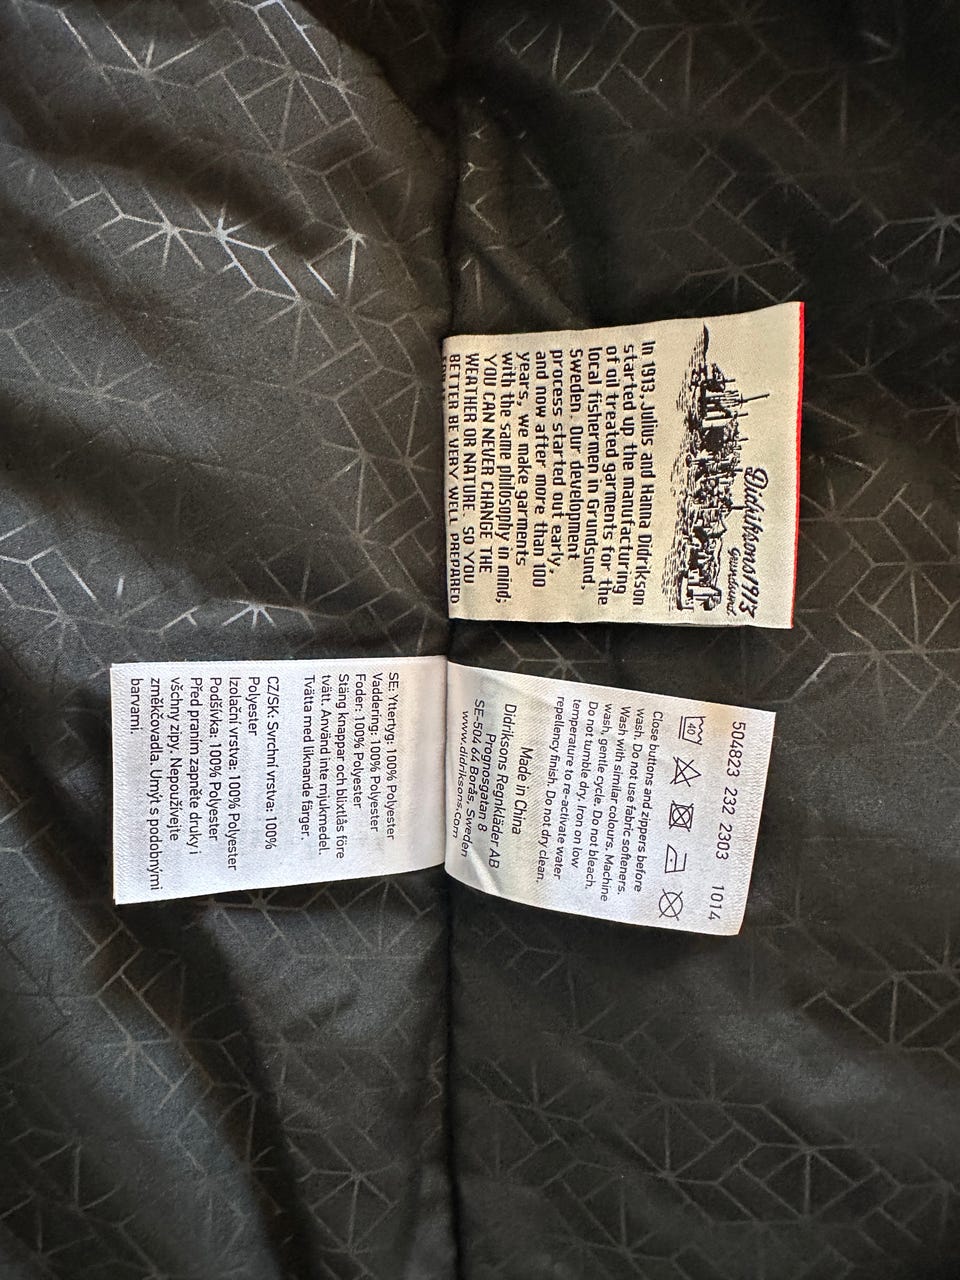 Didriksons1913
Grundsund.
In 1913, Julius and Hanna Didrikson
started up the manufacturing
of oil treated garments for the
local fishermen in Grundsund,
Sweden. Our development
process started out early,
and now after more than 100
years, we make garments
with the same philosophy in mind;
YOU CAN NEVER CHANGE THE
WEATHER OR NATURE. SO YOU
BETTER BE VERY WELL PREPARED
504823 232 2303 1014
40
Close buttons and zippers before
wash. Do not use fabric softeners.
Wash with similar colours. Machine
wash, gentle cycle. Do not bleach.
Do not tumble dry. Iron on low
temperature to re-activate water
repellency finish. Do not dry clean.
Made in China
Didriksons Regnkläder AB
Prognosgatan 8
SE-504 64 Borås, Sweden
www.didriksons.com
SE: Yttertyg: 100% Polyester
Vaddering: 100% Polyester
Foder: 100% Polyester
Stäng knappar och blixtlås före
tvätt. Använd inte mjukmedel.
Tvätta med liknande färger.
CZ/SK: Svrchní vrstva: 100%
Polyester
Izolační vrstva: 100% Polyester
Podšívka: 100% Polyester
Před praním zapněte druky i
všchny zipy. Nepoužívejte
změkčovadla. Umýt s podobnými
barvami.